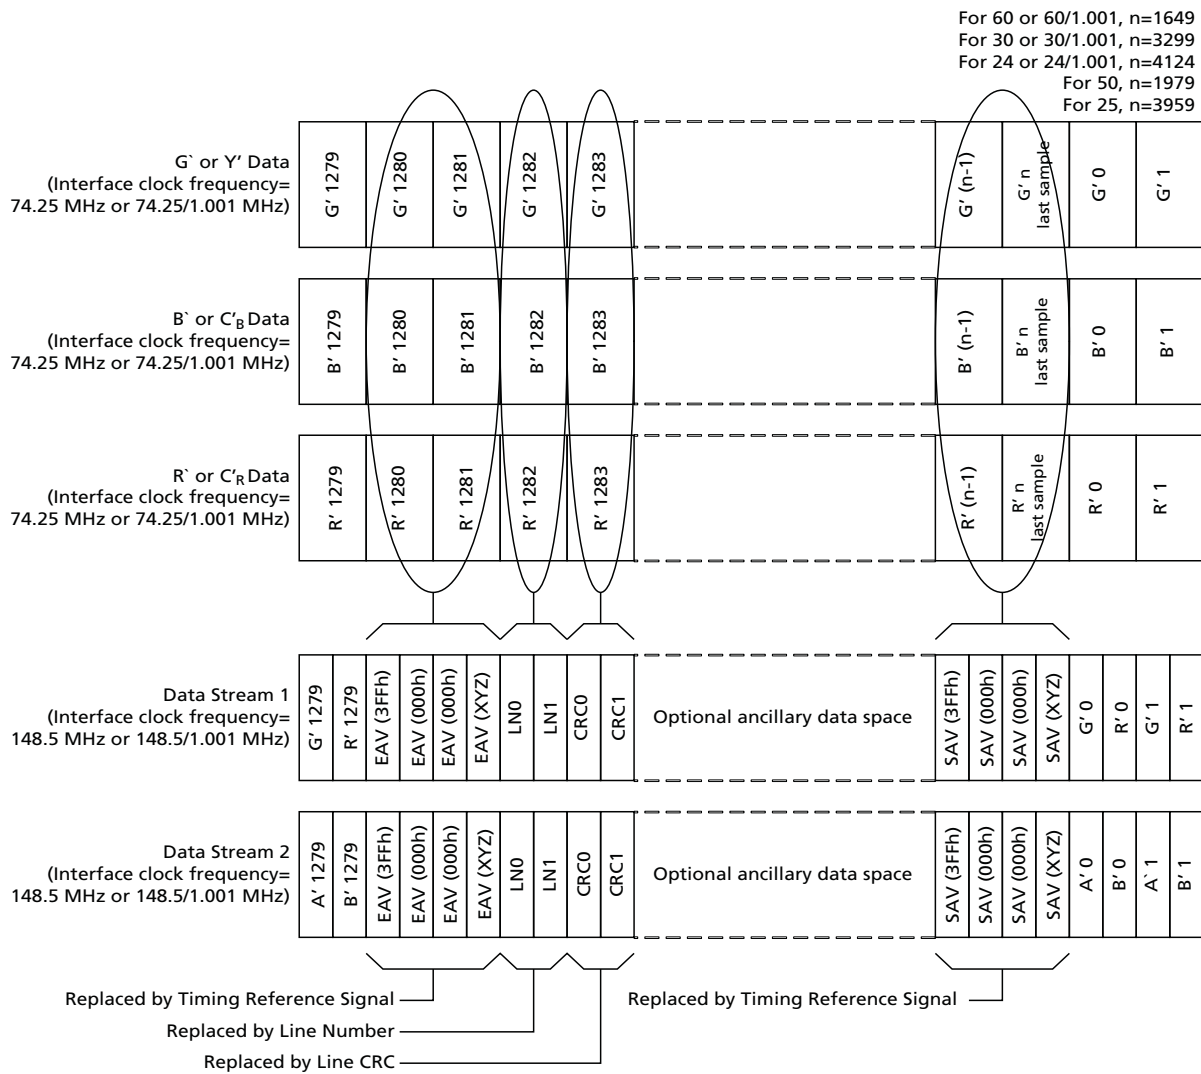 For 60 or 60/1.001, n=1649
For 30 or 30/1.001, n=3299
For 24 or 24/1.001, n=4124
For 50, n=1979
For 25, n=3959
G` or Y’ Data
(Interface clock frequency=
74.25 MHz or 74.25/1.001 MHz)
G’ 1279
G’ 1280
G’ 1281
G’ 1282
G’ 1283
G’ (n-1)
G’ n
last sample
G’ 0
G’ 1
B` or C’B Data
(Interface clock frequency=
74.25 MHz or 74.25/1.001 MHz)
B’ 1279
B’ 1280
B’ 1281
B’ 1282
B’ 1283
B’ (n-1)
B’ n
last sample
B’ 0
B’ 1
R` or C’R Data
(Interface clock frequency=
74.25 MHz or 74.25/1.001 MHz)
R’ 1279
R’ 1280
R’ 1281
R’ 1282
R’ 1283
R’ (n-1)
R’ n
last sample
R’ 0
R’ 1
Data Stream 1
(Interface clock frequency=
148.5 MHz or 148.5/1.001 MHz)
G’ 1279
R’ 1279
EAV (3FFh)
EAV (000h)
EAV (000h)
EAV (XYZ)
LN0
LN1
CRC0
CRC1
Optional ancillary data space
SAV (3FFh)
SAV (000h)
SAV (000h)
SAV (XYZ)
G’ 0
R’ 0
G’ 1
R’ 1
Data Stream 2
(Interface clock frequency=
148.5 MHz or 148.5/1.001 MHz)
A’ 1279
B’ 1279
EAV (3FFh)
EAV (000h)
EAV (000h)
EAV (XYZ)
LN0
LN1
CRC0
CRC1
Optional ancillary data space
SAV (3FFh)
SAV (000h)
SAV (000h)
SAV (XYZ)
A’ 0
B’ 0
A` 1
B’ 1
Replaced by Timing Reference Signal
Replaced by Timing Reference Signal
Replaced by Line Number
Replaced by Line CRC